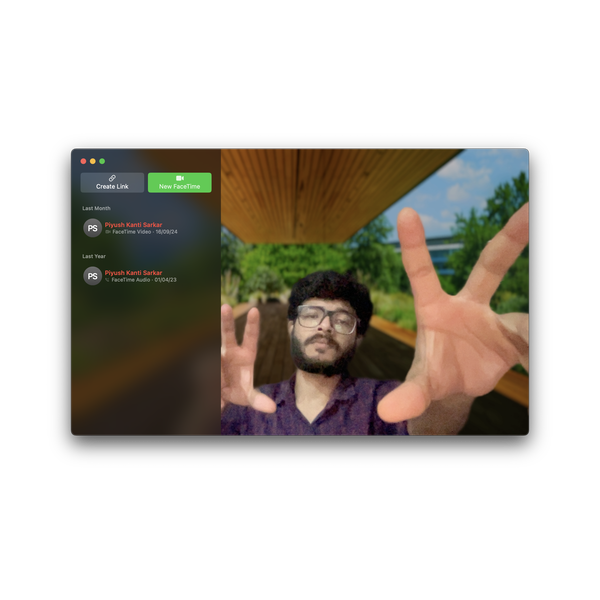 Create Link
New FaceTime
Last Month
PS
Piyush Kanti Sarkar
FaceTime Video · 16/09/24
Last Year
PS
Piyush Kanti Sarkar
FaceTime Audio · 01/04/23